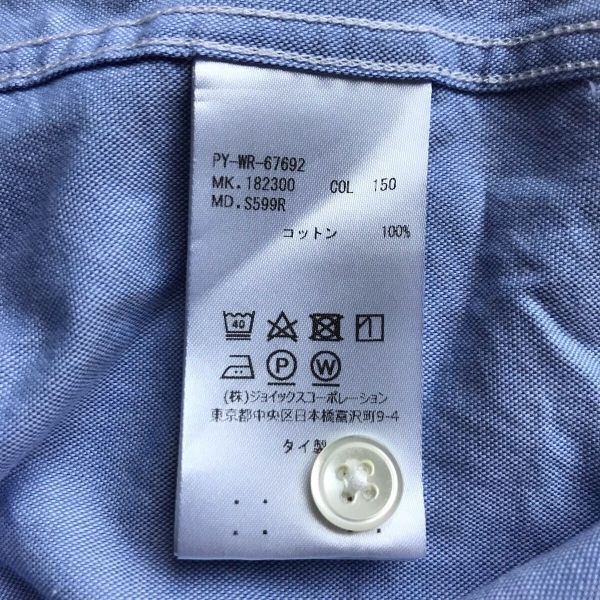 PY-WR-67692
MK.182300 COL 150
MD.S599R
コットン 100%
40
P W
(株)ジョイックスコーポレーション
東京都中央区日本橋富沢町9-4
タイ製